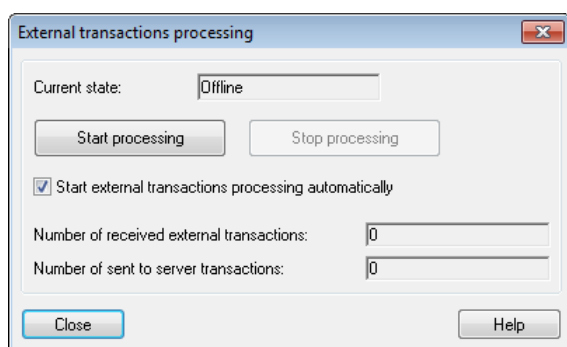 External transactions processing
Current state: Offline
Start processing Stop processing
Start external transactions processing automatically
Number of received external transactions: 0
Number of sent to server transactions: 0
Close Help